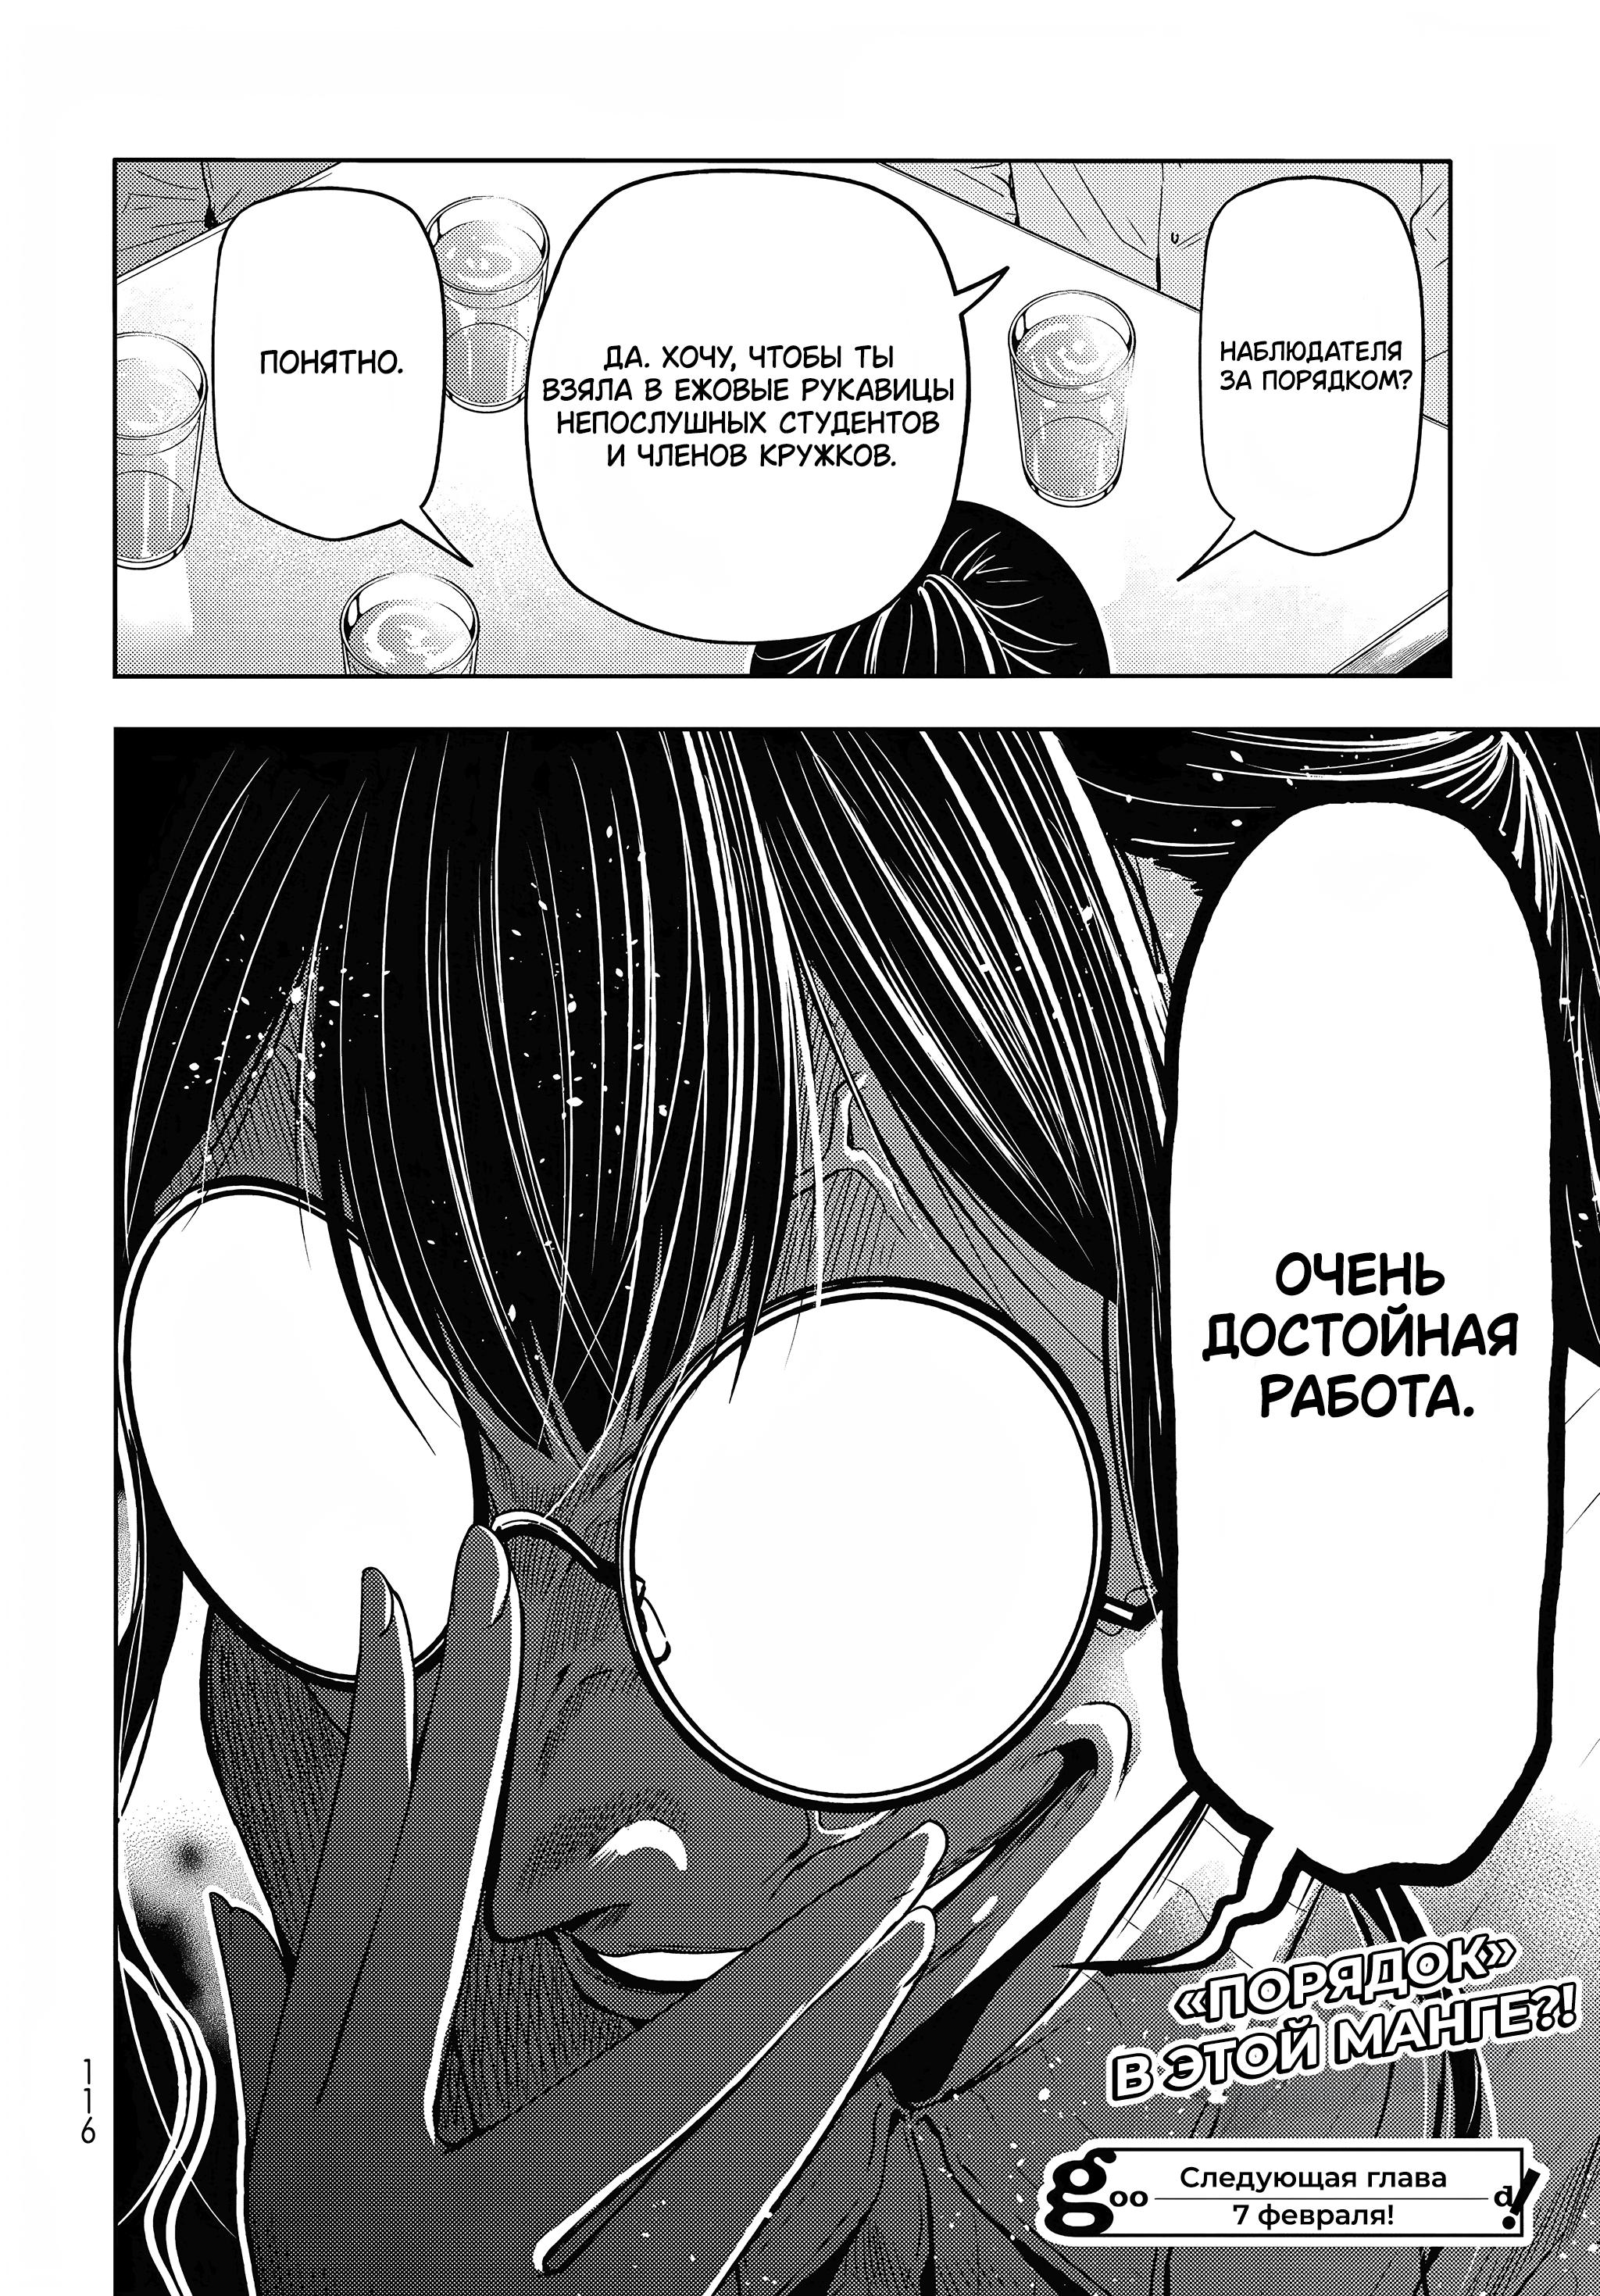 НАБЛЮДАТЕЛЯ
ЗА ПОРЯДКОМ?
ДА. ХОЧУ, ЧТОБЫ ТЫ
ВЗЯЛА В ЕЖОВЫЕ РУКАВИЦЫ
НЕПОСЛУШНЫХ СТУДЕНТОВ
И ЧЛЕНОВ КРУЖКОВ.
ПОНЯТНО.
ОЧЕНЬ
ДОСТОЙНАЯ
РАБОТА.
«ПОРЯДОК»
В ЭТОЙ МАНГЕ?!
good!
Следующая глава
7 февраля!
116